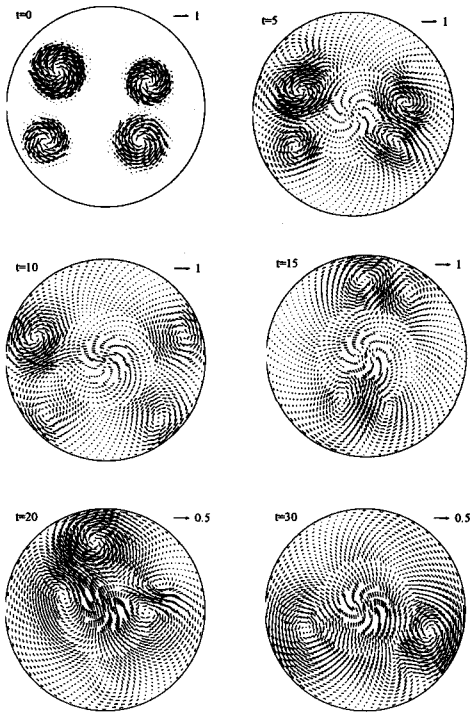 t=0 → 1
t=5 → 1
t=10 → 1
t=15 → 1
t=20 → 0.5
t=30 → 0.5